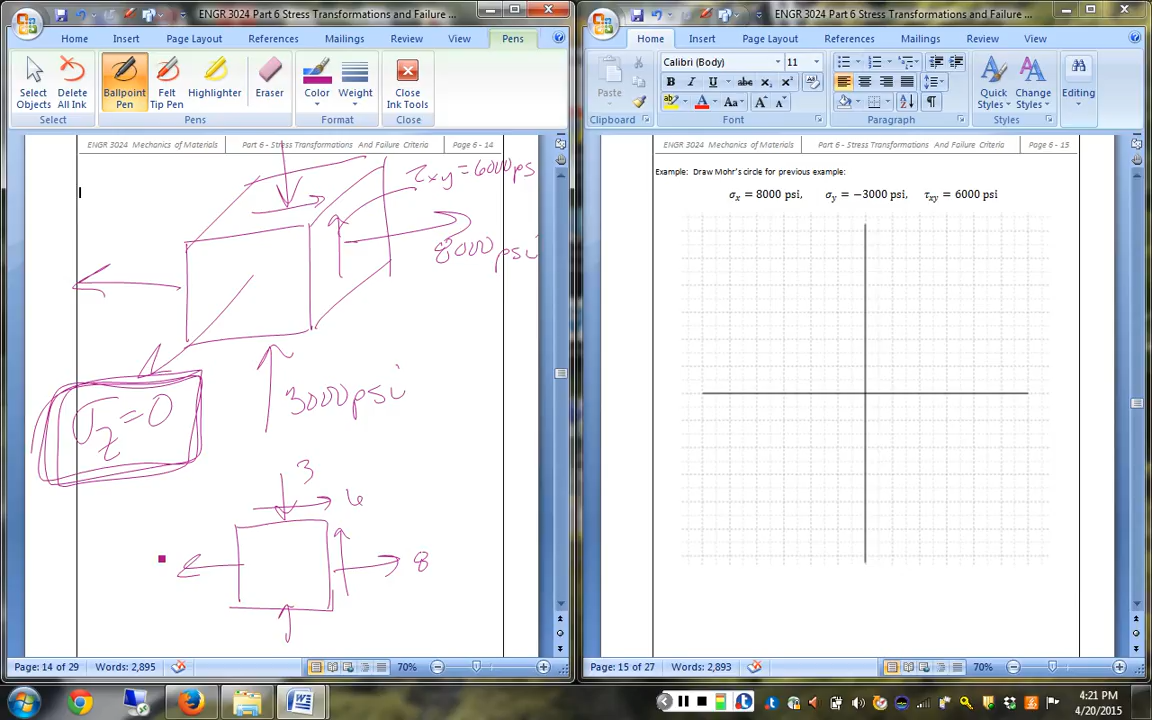 ENGR 3024 Part 6 Stress Transformations and Failure ...
Home Insert Page Layout References Mailings Review View Pens
Select Objects
Delete All Ink
Ballpoint Pen
Felt Tip Pen
Highlighter
Eraser
Color
Weight
Close Ink Tools
Select Pens Format Close
ENGR 3024 Mechanics of Materials Part 6 - Stress Transformations And Failure Criteria Page 6 - 14
τxy = 6000ps
8000psi
3000psi
σz = 0
3
6
8
Page: 14 of 29 Words: 2,895 70%
ENGR 3024 Part 6 Stress Transformations and Failure ...
Home Insert Page Layout References Mailings Review View
Paste
Calibri (Body) 11
B I U abc x₂ x²
Aa A A
Quick Styles
Change Styles
Editing
Clipboard Font Paragraph Styles
ENGR 3024 Mechanics of Materials Part 6 - Stress Transformations And Failure Criteria Page 6 - 15
Example: Draw Mohr's circle for previous example:
σx = 8000 psi, σy = −3000 psi, τxy = 6000 psi
Page: 15 of 27 Words: 2,893 70%
4:21 PM
4/20/2015